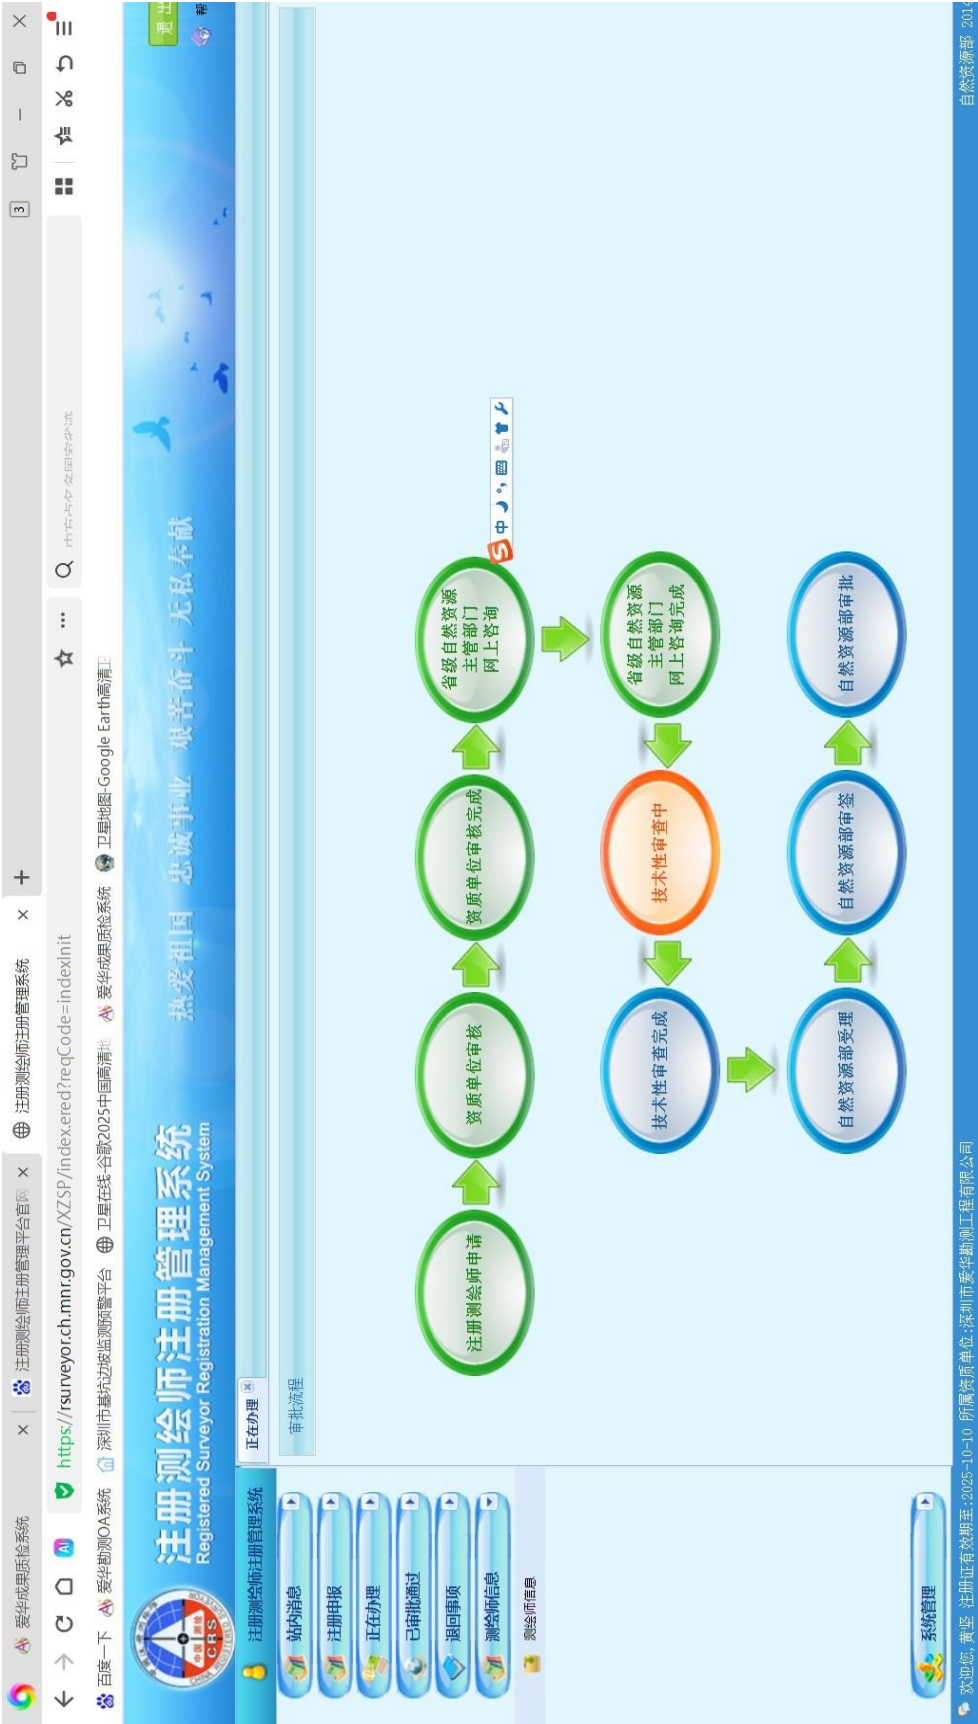 爱华成果质检系统
注册测绘师注册管理平台官网
注册测绘师注册管理系统
3
https://rsurveyor.ch.mnr.gov.cn/XZSP/index.ered?reqCode=indexInit
百度一下
爱华勘测OA系统
深圳市基坑边坡监测预警平台
卫星在线-谷歌2025中国高清地
爱华成果质检系统
卫星地图-Google Earth高清卫
注册测绘师注册管理系统
Registered Surveyor Registration Management System
热爱祖国 忠诚事业 艰苦奋斗 无私奉献
退出
帮
中国测绘
CRS
注册测绘师注册管理系统
站内消息
注册申报
正在办理
已审批通过
退回事项
测绘师信息
测绘师信息
系统管理
正在办理
审批流程
注册测绘师申请
资质单位审核
资质单位审核完成
省级自然资源
主管部门
网上咨询
省级自然资源
主管部门
网上咨询完成
技术性审查中
技术性审查完成
自然资源部受理
自然资源部审签
自然资源部审批
中
欢迎您,黄坚 注册证有效期至:2025-10-10 所属资质单位:深圳市爱华勘测工程有限公司
自然资源部 2014